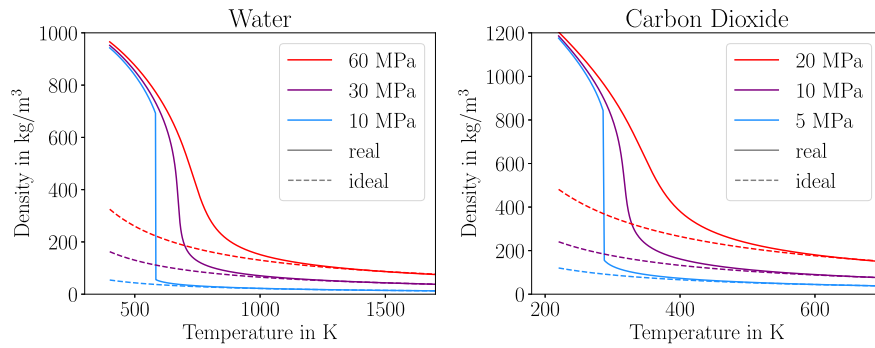 Water
Density in kg/m³
1000
800
600
400
200
0
500
1000
1500
Temperature in K
60 MPa
30 MPa
10 MPa
real
ideal
Carbon Dioxide
Density in kg/m³
1200
1000
800
600
400
200
0
200
400
600
Temperature in K
20 MPa
10 MPa
5 MPa
real
ideal